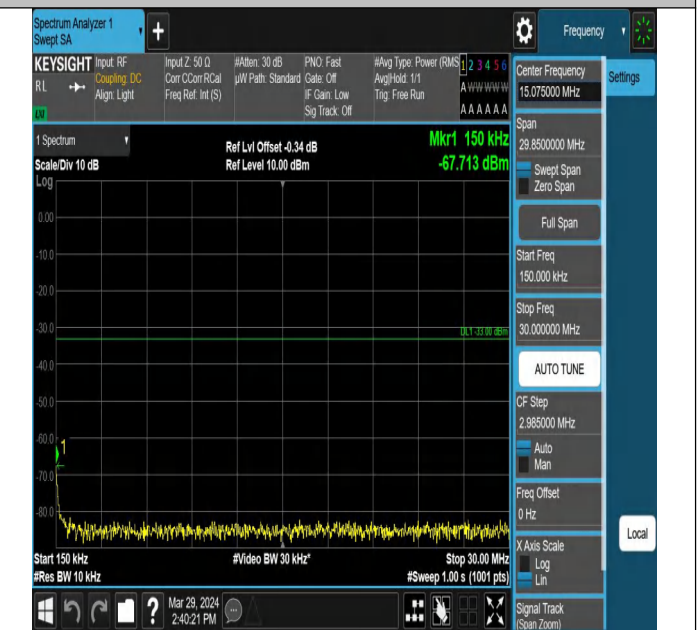 Spectrum Analyzer 1
Swept SA
+
Frequency
KEYSIGHT
RL
LXI
Input: RF
Coupling: DC
Align: Light
Input Z: 50 Ω
Corr CCorr RCal
Freq Ref: Int (S)
#Atten: 30 dB
µW Path: Standard
PNO: Fast
Gate: Off
IF Gain: Low
Sig Track: Off
#Avg Type: Power (RMS
Avg|Hold: 1/1
Trig: Free Run
1 2 3 4 5 6
A W W W W W
A A A A A A
1 Spectrum
Scale/Div 10 dB
Log
Ref Lvl Offset -0.34 dB
Ref Level 10.00 dBm
Mkr1 150 kHz
-67.713 dBm
0.00
-10.0
-20.0
-30.0
DL1 -33.00 dBm
-40.0
-50.0
-60.0
1
-70.0
-80.0
Start 150 kHz
#Res BW 10 kHz
#Video BW 30 kHz*
Stop 30.00 MHz
#Sweep 1.00 s (1001 pts)
Center Frequency
15.075000 MHz
Settings
Span
29.8500000 MHz
Swept Span
Zero Span
Full Span
Start Freq
150.000 kHz
Stop Freq
30.000000 MHz
AUTO TUNE
CF Step
2.985000 MHz
Auto
Man
Freq Offset
0 Hz
X Axis Scale
Log
Lin
Local
Signal Track
(Span Zoom)
?
Mar 29, 2024
2:40:21 PM